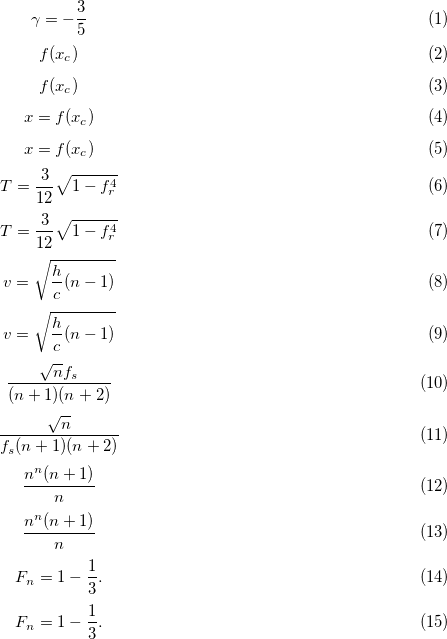 γ = −3/5 (1)
f(x_c) (2)
f(x_c) (3)
x = f(x_c) (4)
x = f(x_c) (5)
T = 3/12 √(1 − f_r^4) (6)
T = 3/12 √(1 − f_r^4) (7)
v = √(h/c (n − 1)) (8)
v = √(h/c (n − 1)) (9)
√n f_s / (n + 1)(n + 2) (10)
√n / f_s(n + 1)(n + 2) (11)
n^n(n + 1) / n (12)
n^n(n + 1) / n (13)
F_n = 1 − 1/3. (14)
F_n = 1 − 1/3. (15)